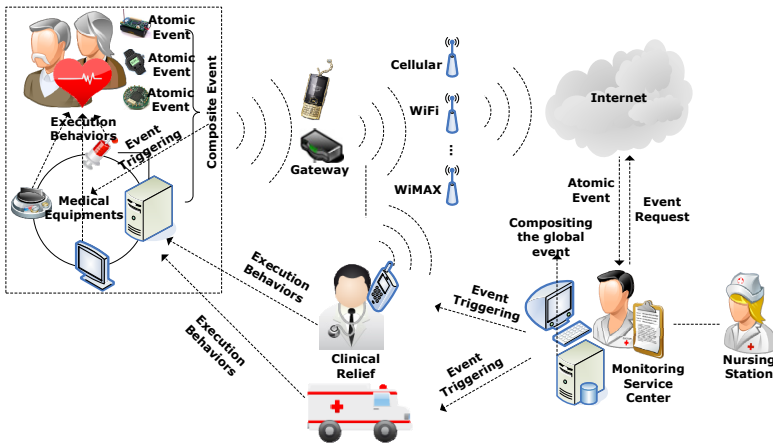 Atomic
Event
Atomic
Event
Atomic
Event
Composite Event
Execution
Behaviors
Event
Triggering
Medical
Equipments
Gateway
Cellular
WiFi
...
WiMAX
Internet
Atomic
Event
Event
Request
Compositing
the global
event
Execution
Behaviors
Execution
Behaviors
Event
Triggering
Event
Triggering
Clinical
Relief
Monitoring
Service
Center
Nursing
Station